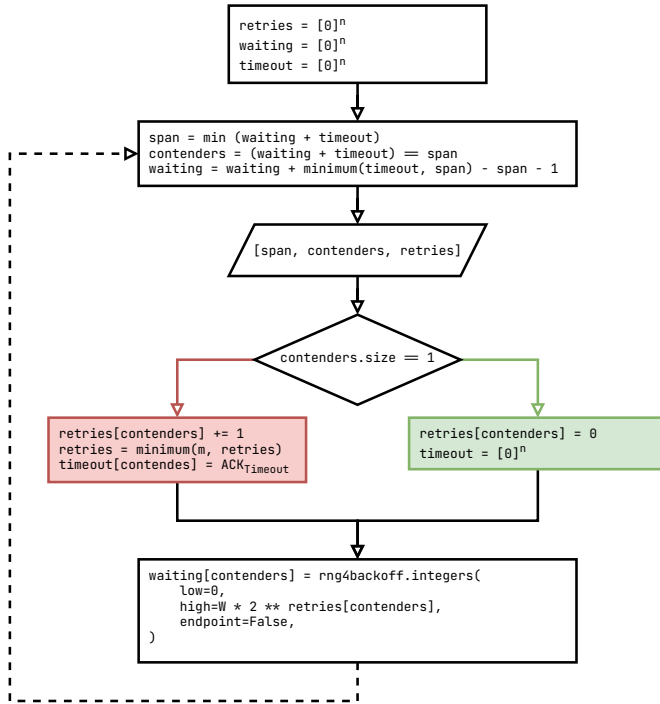 retries = [0]ⁿ
waiting = [0]ⁿ
timeout = [0]ⁿ
span = min (waiting + timeout)
contenders = (waiting + timeout) == span
waiting = waiting + minimum(timeout, span) - span - 1
[span, contenders, retries]
contenders.size == 1
retries[contenders] += 1
retries = minimum(m, retries)
timeout[contendes] = ACK_Timeout
retries[contenders] = 0
timeout = [0]ⁿ
waiting[contenders] = rng4backoff.integers(
    low=0,
    high=W * 2 ** retries[contenders],
    endpoint=False,
)